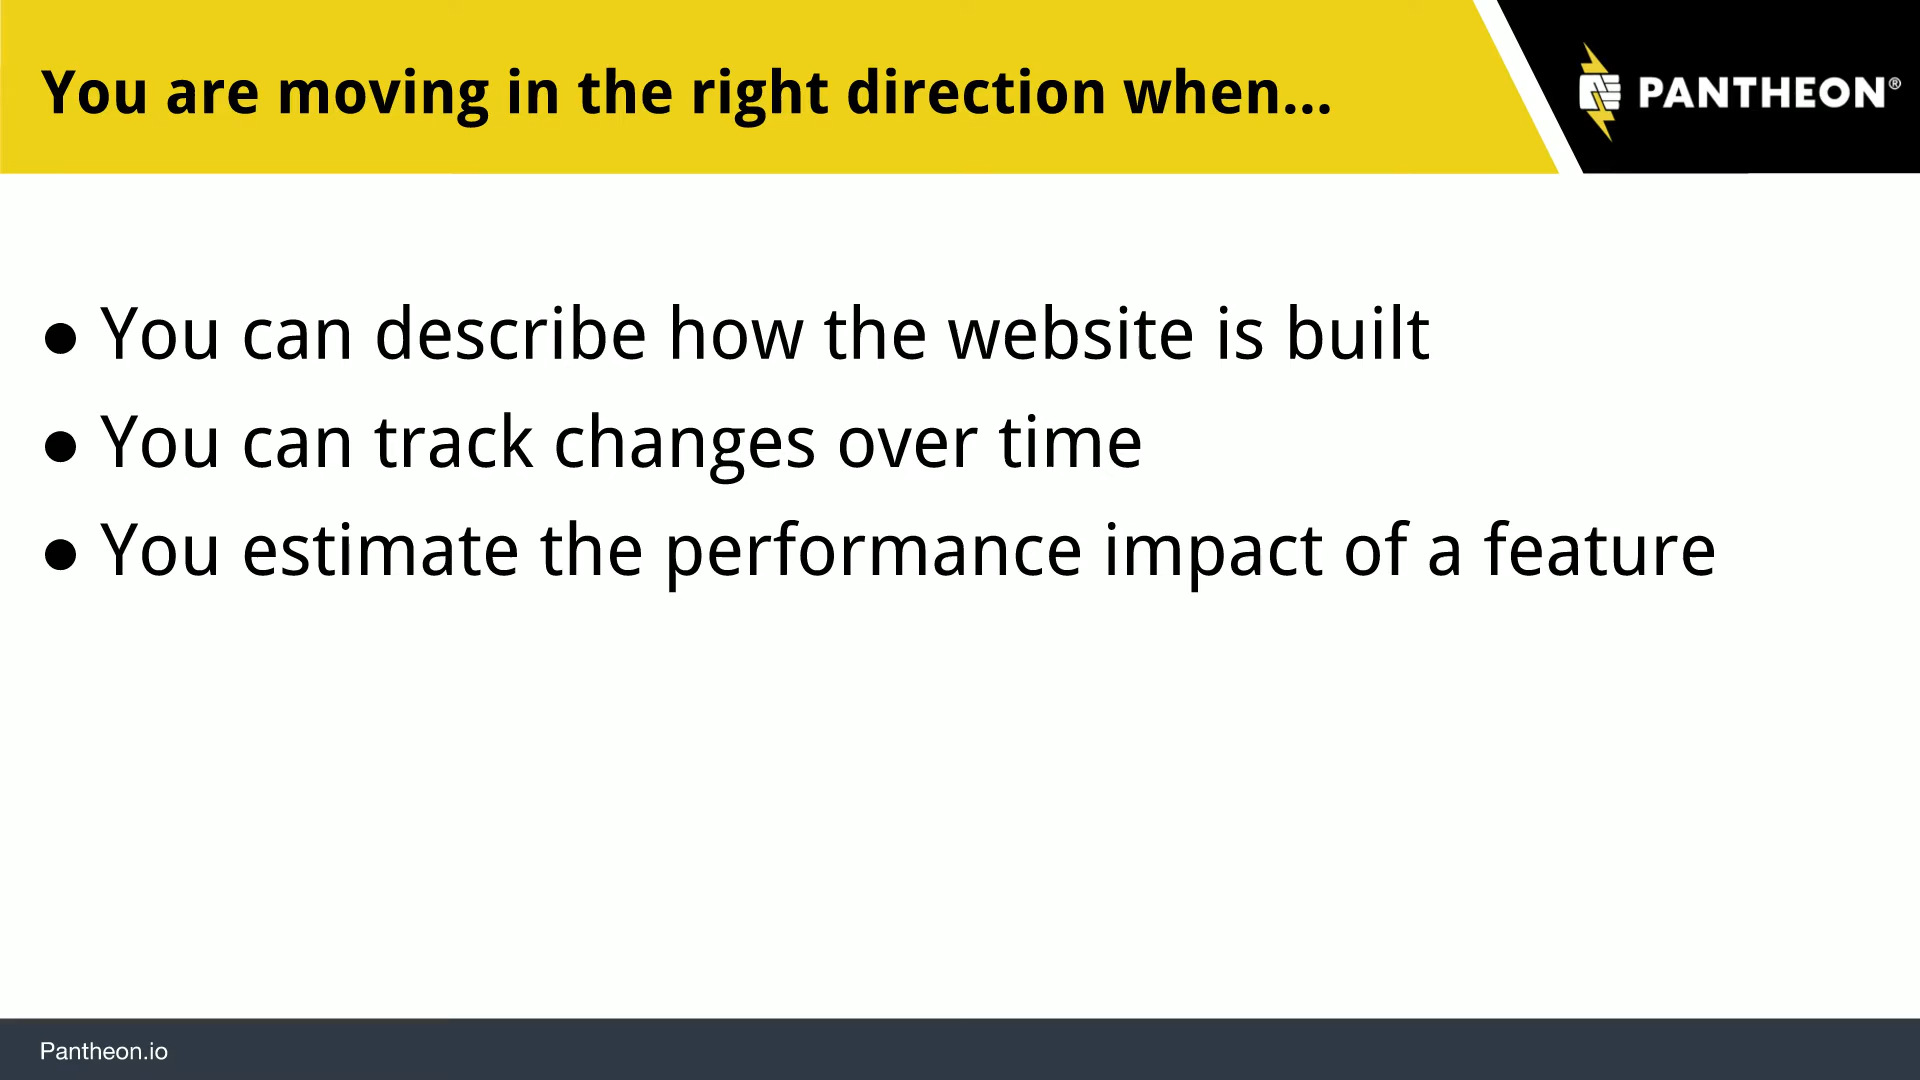 You are moving in the right direction when...
PANTHEON®
● You can describe how the website is built
● You can track changes over time
● You estimate the performance impact of a feature
Pantheon.io